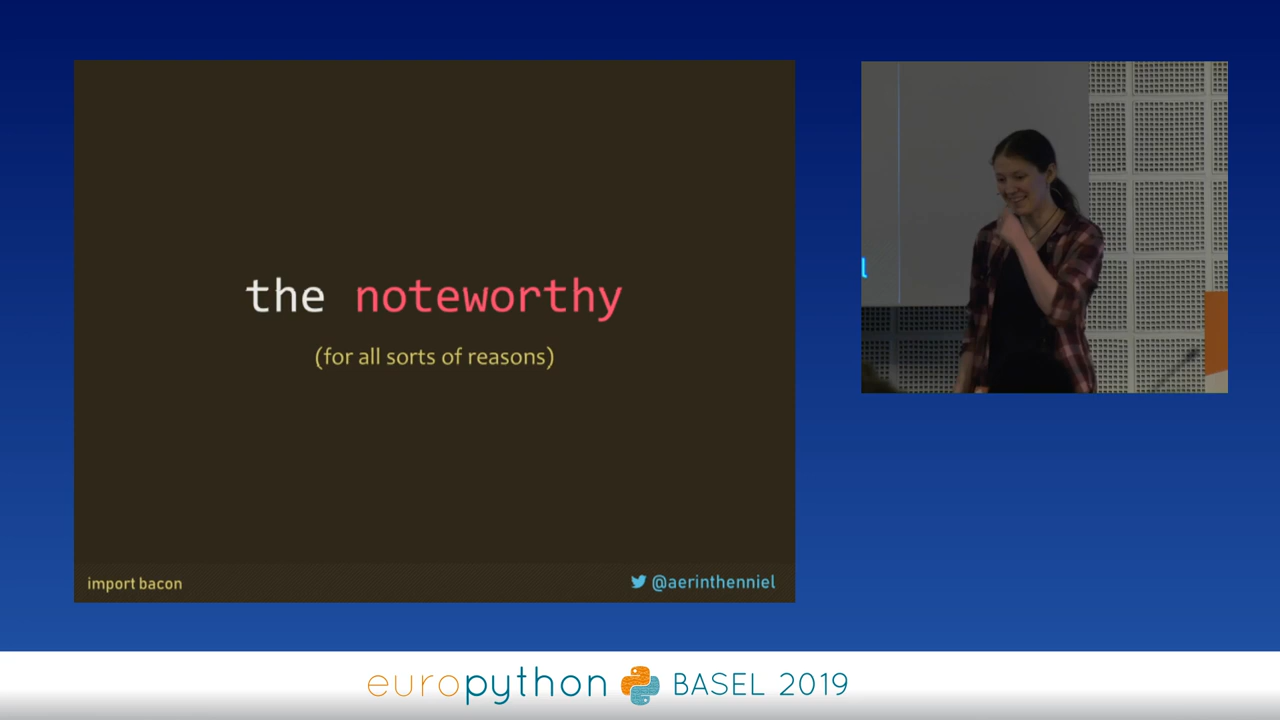 the noteworthy
(for all sorts of reasons)
import bacon
@aerinthenniel
l
europython BASEL 2019